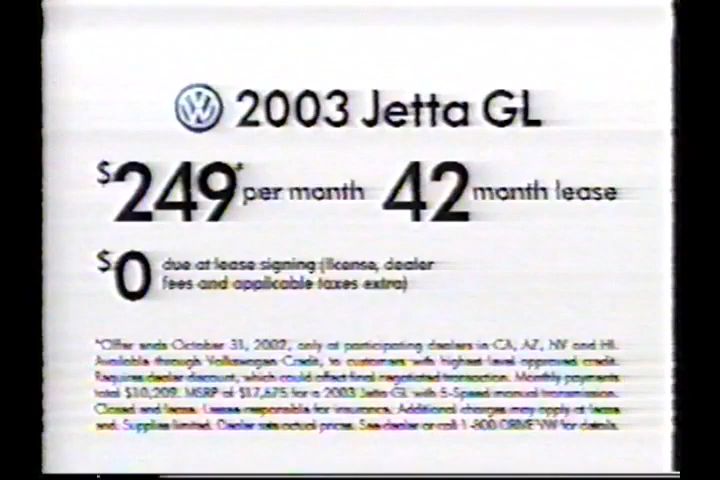 2003 Jetta GL
$249* per month 42 month lease
$0 due at lease signing (license, dealer
fees and applicable taxes extra)
*Offer ends October 31, 2002, only at participating dealers in CA, AZ, NV and HI.
Available through Volkswagen Credit, to customers with highest level approved credit.
Requires dealer discount, which could affect final negotiated transaction. Monthly payments
total $10,209. MSRP of $17,675 for a 2003 Jetta GL with 5-Speed manual transmission.
Closed end lease. Lessee responsible for insurance. Additional charges may apply at lease
end. Supplies limited. Dealer sets actual prices. See dealer or call 1-800 DRIVE VW for details.